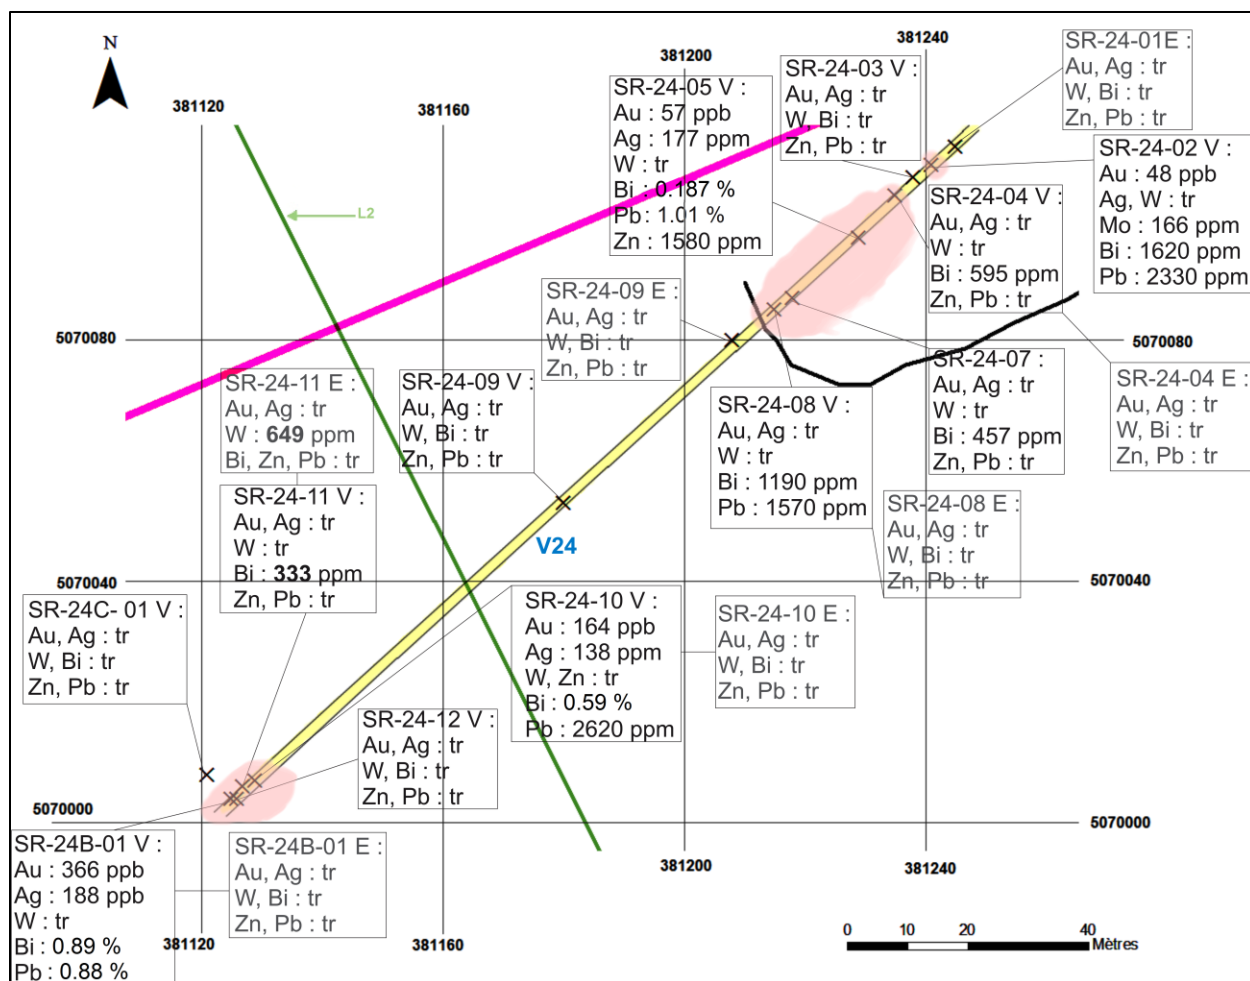 N
381120
381160
381200
381240
SR-24-05 V :
Au : 57 ppb
Ag : 177 ppm
W : tr
Bi : 0.187 %
Pb : 1.01 %
Zn : 1580 ppm
SR-24-03 V :
Au, Ag : tr
W, Bi : tr
Zn, Pb : tr
SR-24-01E :
Au, Ag : tr
W, Bi : tr
Zn, Pb : tr
SR-24-02 V :
Au : 48 ppb
Ag, W : tr
Mo : 166 ppm
Bi : 1620 ppm
Pb : 2330 ppm
SR-24-04 V :
Au, Ag : tr
W : tr
Bi : 595 ppm
Zn, Pb : tr
L2
SR-24-09 E :
Au, Ag : tr
W, Bi : tr
Zn, Pb : tr
5070080
5070080
SR-24-11 E :
Au, Ag : tr
W : 649 ppm
Bi, Zn, Pb : tr
SR-24-09 V :
Au, Ag : tr
W, Bi : tr
Zn, Pb : tr
SR-24-08 V :
Au, Ag : tr
W : tr
Bi : 1190 ppm
Pb : 1570 ppm
SR-24-07 :
Au, Ag : tr
W : tr
Bi : 457 ppm
Zn, Pb : tr
SR-24-04 E :
Au, Ag : tr
W, Bi : tr
Zn, Pb : tr
SR-24-11 V :
Au, Ag : tr
W : tr
Bi : 333 ppm
Zn, Pb : tr
SR-24-08 E :
Au, Ag : tr
W, Bi : tr
Zn, Pb : tr
V24
5070040
5070040
SR-24C- 01 V :
Au, Ag : tr
W, Bi : tr
Zn, Pb : tr
SR-24-10 V :
Au : 164 ppb
Ag : 138 ppm
W, Zn : tr
Bi : 0.59 %
Pb : 2620 ppm
SR-24-10 E :
Au, Ag : tr
W, Bi : tr
Zn, Pb : tr
SR-24-12 V :
Au, Ag : tr
W, Bi : tr
Zn, Pb : tr
5070000
5070000
SR-24B-01 V :
Au : 366 ppb
Ag : 188 ppb
W : tr
Bi : 0.89 %
Pb : 0.88 %
SR-24B-01 E :
Au, Ag : tr
W, Bi : tr
Zn, Pb : tr
381120
381160
381200
381240
0 10 20 40
Mètres